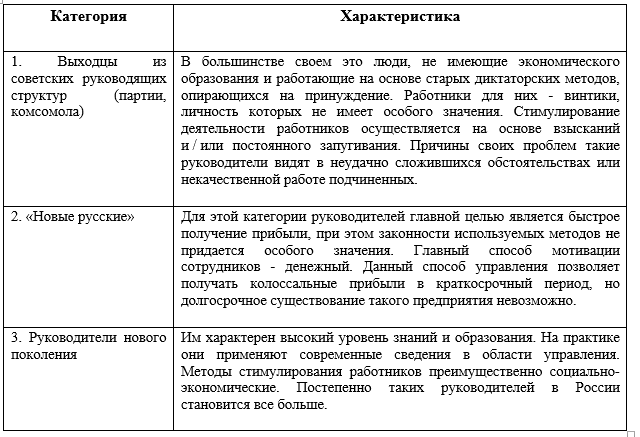 Категория
Характеристика
1. Выходцы из
советских руководящих
структур (партии,
комсомола)
В большинстве своем это люди, не имеющие экономического
образования и работающие на основе старых диктаторских методов,
опирающихся на принуждение. Работники для них - винтики,
личность которых не имеет особого значения. Стимулирование
деятельности работников осуществляется на основе взысканий
и / или постоянного запугивания. Причины своих проблем такие
руководители видят в неудачно сложившихся обстоятельствах или
некачественной работе подчиненных.
2. «Новые русские»
Для этой категории руководителей главной целью является быстрое
получение прибыли, при этом законности используемых методов не
придается особого значения. Главный способ мотивации
сотрудников - денежный. Данный способ управления позволяет
получать колоссальные прибыли в краткосрочный период, но
долгосрочное существование такого предприятия невозможно.
3. Руководители нового
поколения
Им характерен высокий уровень знаний и образования. На практике
они применяют современные сведения в области управления.
Методы стимулирования работников преимущественно социально-
экономические. Постепенно таких руководителей в России
становится все больше.